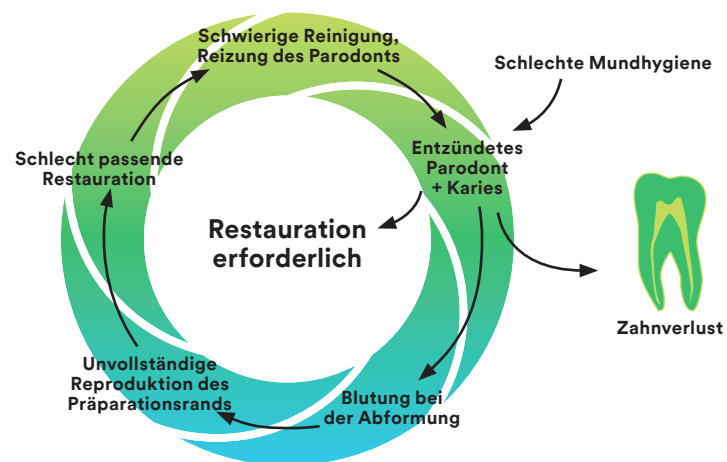 Schwierige Reinigung,
Reizung des Parodonts
Schlechte Mundhygiene
Entzündetes
Parodont
+ Karies
Schlecht passende
Restauration
Restauration
erforderlich
Zahnverlust
Unvollständige
Reproduktion des
Präparationsrands
Blutung bei
der Abformung